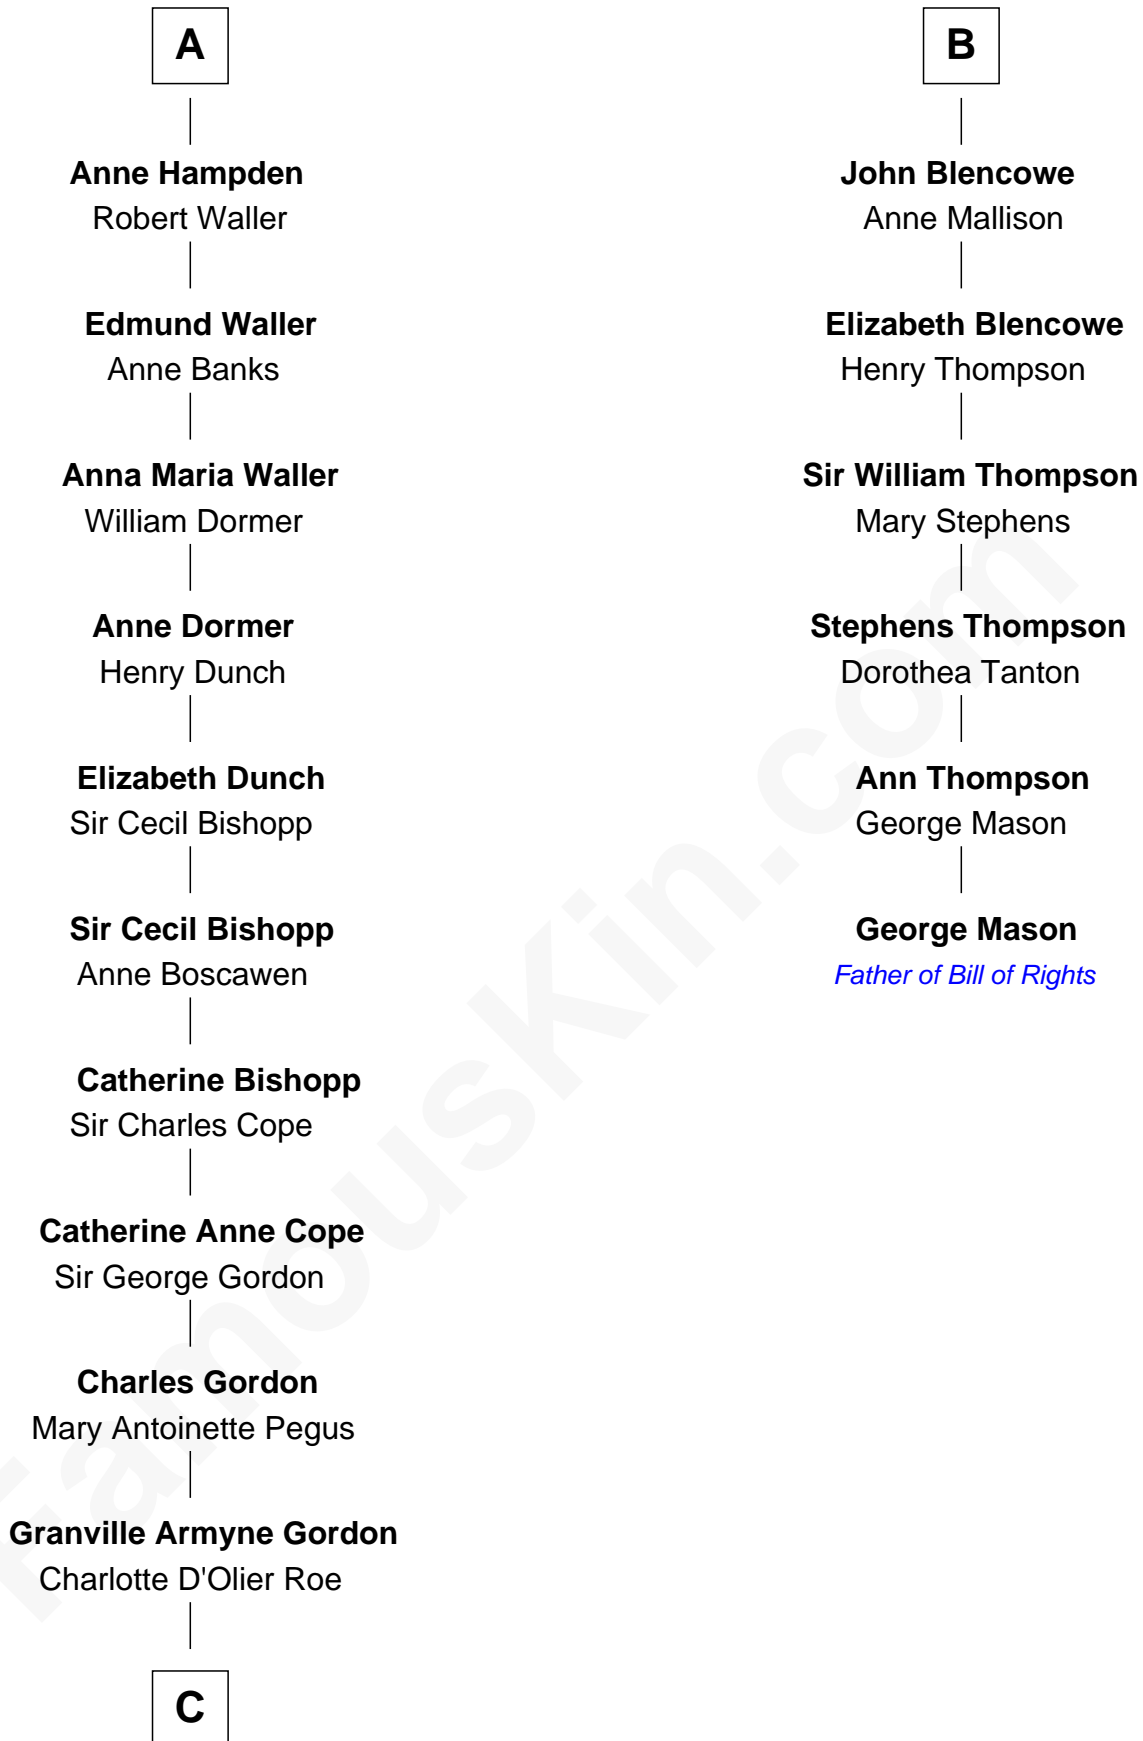 A
Anne Hampden
Robert Waller
Edmund Waller
Anne Banks
Anna Maria Waller
William Dormer
Anne Dormer
Henry Dunch
Elizabeth Dunch
Sir Cecil Bishopp
Sir Cecil Bishopp
Anne Boscawen
Catherine Bishopp
Sir Charles Cope
Catherine Anne Cope
Sir George Gordon
Charles Gordon
Mary Antoinette Pegus
Granville Armyne Gordon
Charlotte D'Olier Roe
C
B
John Blencowe
Anne Mallison
Elizabeth Blencowe
Henry Thompson
Sir William Thompson
Mary Stephens
Stephens Thompson
Dorothea Tanton
Ann Thompson
George Mason
George Mason
Father of Bill of Rights
FamousKin.com